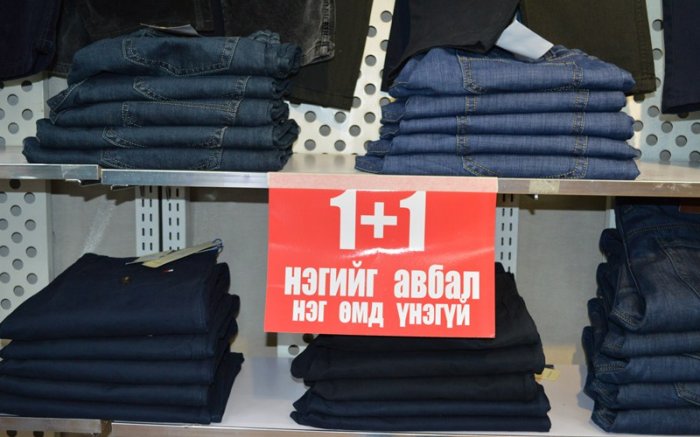 1+1
нэгийг авбал
нэг өмд үнэгүй